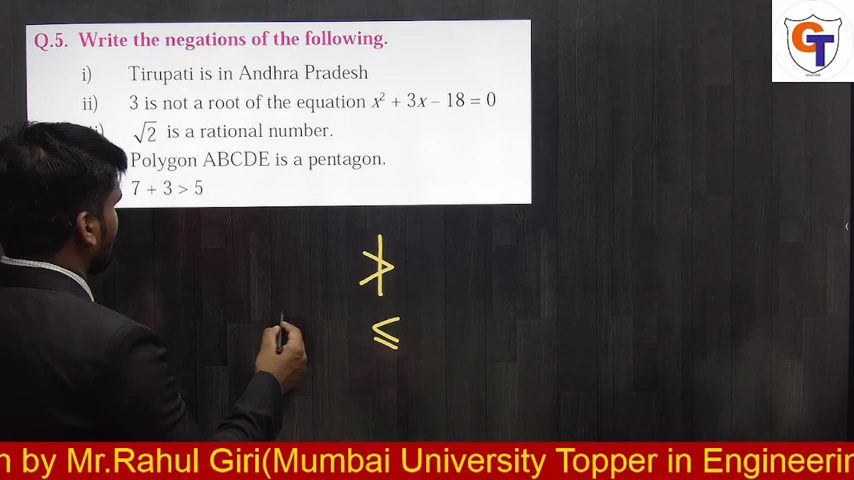 Q.5. Write the negations of the following.
i) Tirupati is in Andhra Pradesh
ii) 3 is not a root of the equation x² + 3x – 18 = 0
√2 is a rational number.
Polygon ABCDE is a pentagon.
7 + 3 > 5
≯
≤
GT
n by Mr.Rahul Giri(Mumbai University Topper in Engineerin